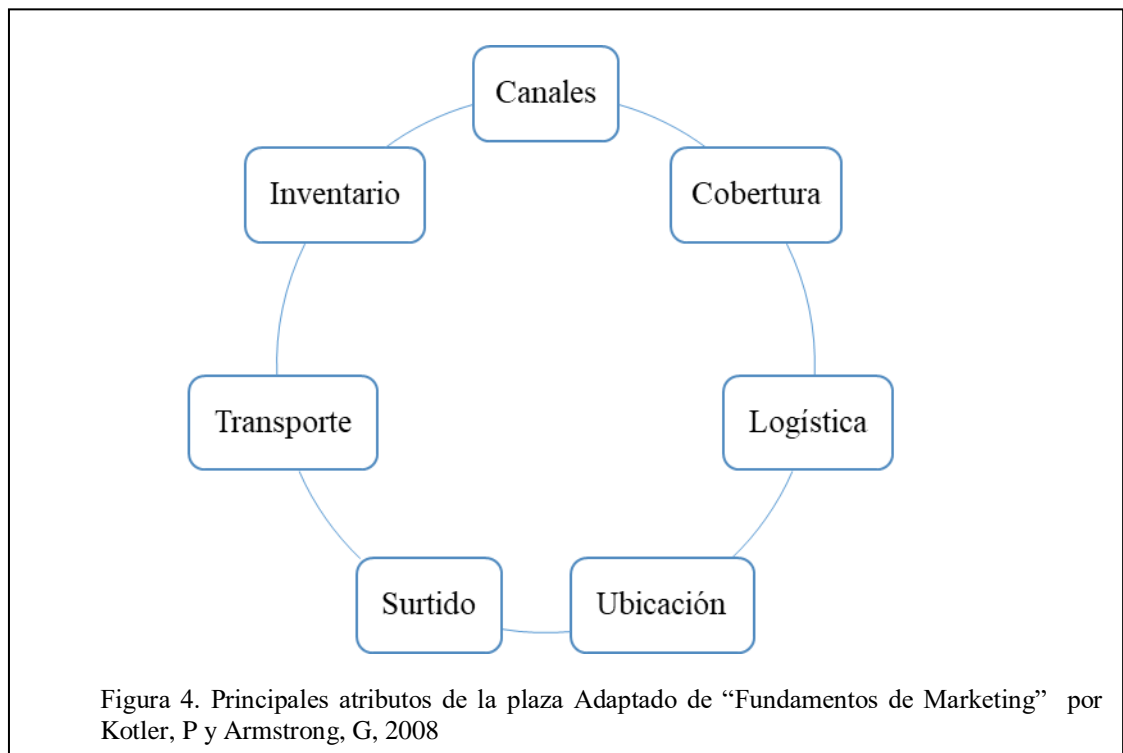 Canales
Inventario
Cobertura
Transporte
Logística
Surtido
Ubicación
Figura 4. Principales atributos de la plaza Adaptado de “Fundamentos de Marketing” por
Kotler, P y Armstrong, G, 2008